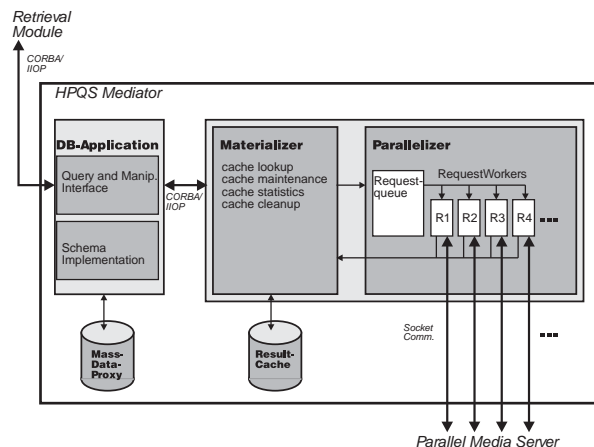 Retrieval
Module
CORBA/
IIOP
HPQS Mediator
DB-Application
Query and Manip.
Interface
Schema
Implementation
CORBA/
IIOP
Materializer
cache lookup
cache maintenance
cache statistics
cache cleanup
Parallelizer
Request-
queue
RequestWorkers
R1 R2 R3 R4
Mass-
Data-
Proxy
Result-
Cache
Socket
Comm.
Parallel Media Server